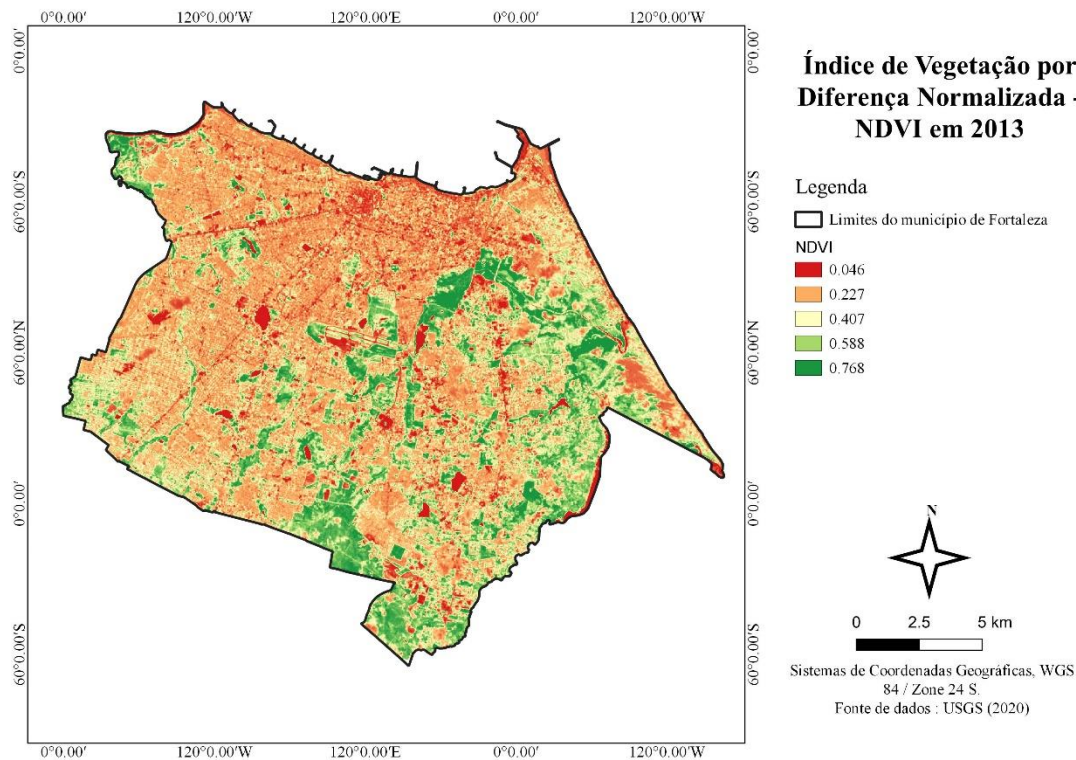 0°0.00′ 120°0.00′W 120°0.00′E 0°0.00′ 120°0.00′W
0°0.00′ 0°0.00′
60°0.00′S 60°0.00′S
60°0.00′N 60°0.00′N
0°0.00′ 0°0.00′
60°0.00′S 60°0.00′S
0°0.00′ 120°0.00′W 120°0.00′E 0°0.00′ 120°0.00′W
Índice de Vegetação por
Diferença Normalizada -
NDVI em 2013
Legenda
Limites do município de Fortaleza
NDVI
0.046
0.227
0.407
0.588
0.768
N
0 2.5 5 km
Sistemas de Coordenadas Geográficas, WGS
84 / Zone 24 S.
Fonte de dados : USGS (2020)